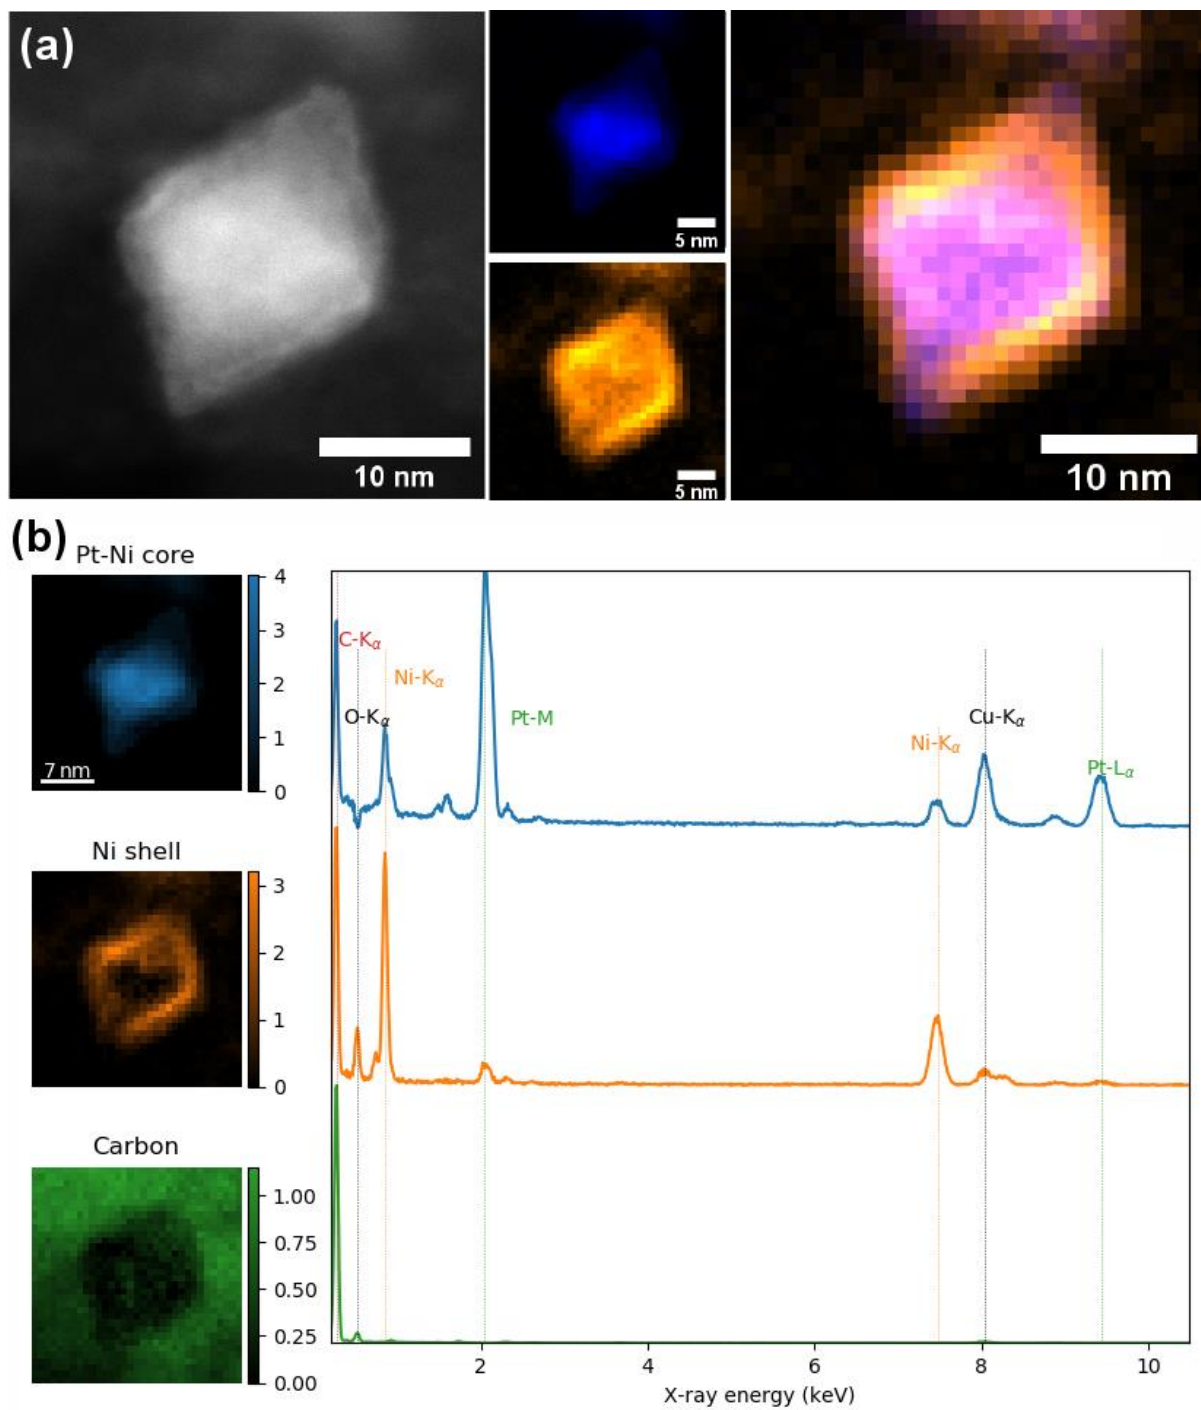 (a)
10 nm
5 nm
5 nm
10 nm
(b)
Pt-Ni core
4
3
2
1
0
7 nm
Ni shell
3
2
1
0
Carbon
1.00
0.75
0.50
0.25
0.00
C-Kα
Ni-Kα
O-Kα
Pt-M
Ni-Kα
Cu-Kα
Pt-Lα
2 4 6 8 10
X-ray energy (keV)